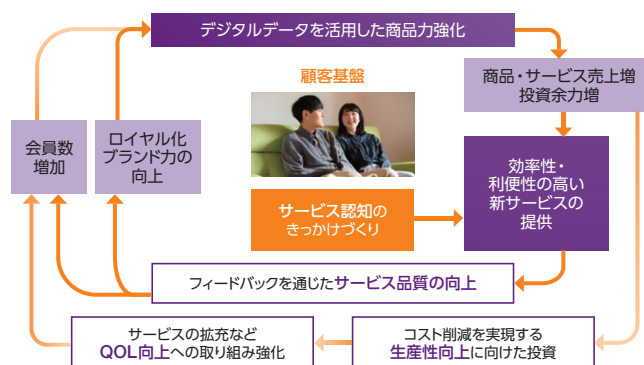 デジタルデータを活用した商品力強化
顧客基盤
商品・サービス売上増
投資余力増
会員数
増加
ロイヤル化
ブランド力の
向上
効率性・
利便性の高い
新サービスの
提供
サービス認知の
きっかけづくり
フィードバックを通じたサービス品質の向上
サービスの拡充など
QOL向上への取り組み強化
コスト削減を実現する
生産性向上に向けた投資